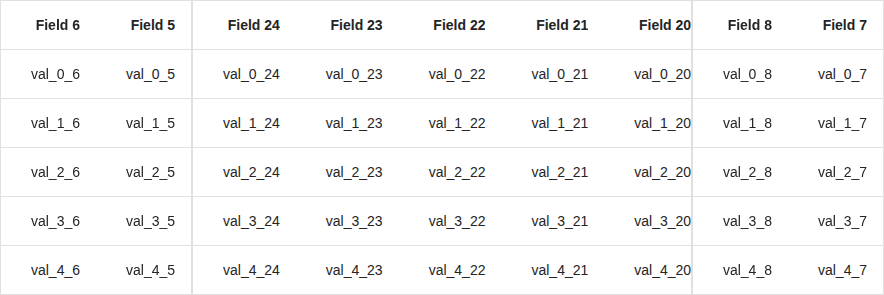 Field 6 Field 5 Field 24 Field 23 Field 22 Field 21 Field 20 Field 8 Field 7
val_0_6 val_0_5 val_0_24 val_0_23 val_0_22 val_0_21 val_0_20 val_0_8 val_0_7
val_1_6 val_1_5 val_1_24 val_1_23 val_1_22 val_1_21 val_1_20 val_1_8 val_1_7
val_2_6 val_2_5 val_2_24 val_2_23 val_2_22 val_2_21 val_2_20 val_2_8 val_2_7
val_3_6 val_3_5 val_3_24 val_3_23 val_3_22 val_3_21 val_3_20 val_3_8 val_3_7
val_4_6 val_4_5 val_4_24 val_4_23 val_4_22 val_4_21 val_4_20 val_4_8 val_4_7